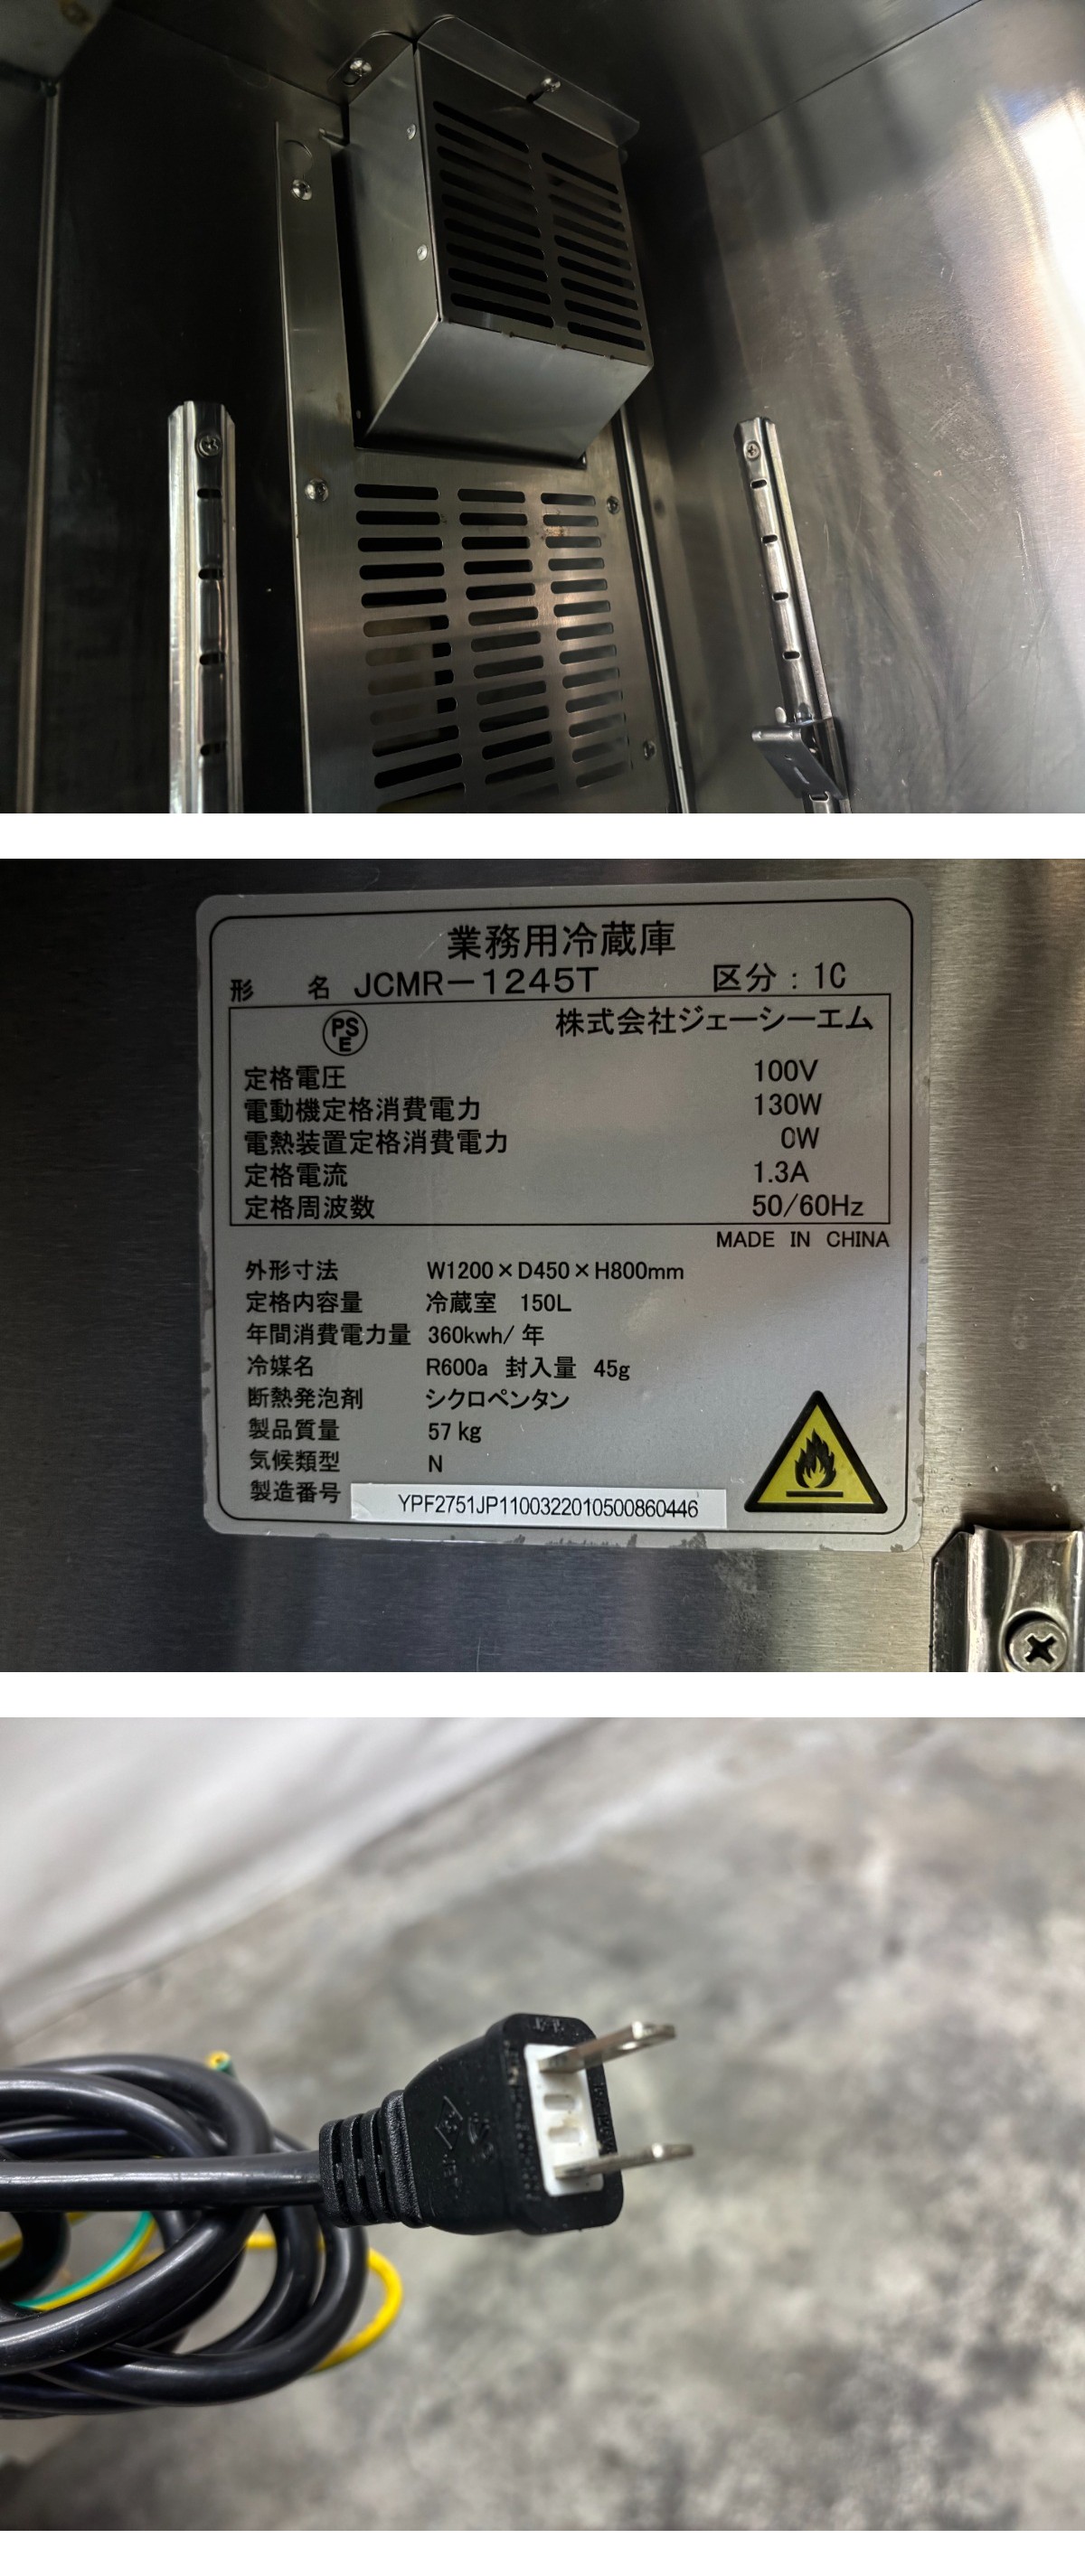 業務用冷蔵庫
形 名 JCMR-1245T 区分:1C
PSE 株式会社ジェーシーエム
定格電圧 100V
電動機定格消費電力 130W
電熱装置定格消費電力 0W
定格電流 1.3A
定格周波数 50/60Hz
MADE IN CHINA
外形寸法 W1200×D450×H800mm
定格内容量 冷蔵室 150L
年間消費電力量 360kwh/年
冷媒名 R600a 封入量 45g
断熱発泡剤 シクロペンタン
製品質量 57kg
気候類型 N
製造番号 YPF2751JP1100322010500860446